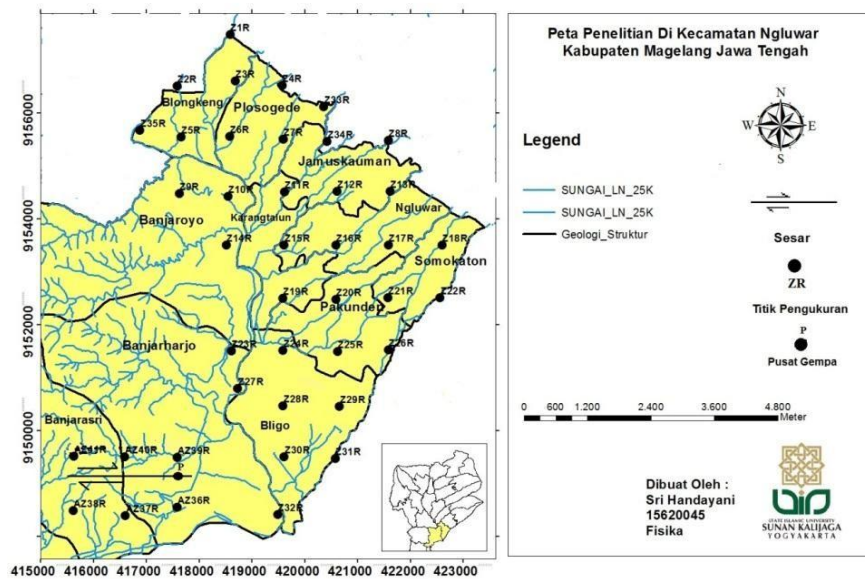 Z1R
Z2R
Z3R
Z4R
Blongkeng
Plosogede
Z33R
Z35R
Z5R
Z6R
Z7R
Z34R
Z8R
Jamuskauman
Z9R
Z10R
Z11R
Z12R
Z13R
Banjaroyo
Karangtalun
Ngluwar
Z14R
Z15R
Z16R
Z17R
Z18R
Somokaton
Z19R
Z20R
Z21R
Z22R
Pakunden
Banjarharjo
Z23R
Z24R
Z25R
Z26R
Z27R
Z28R
Z29R
Banjarasri
Bligo
AZ40R
AZ39R
Z30R
Z31R
P
AZ38R
AZ37R
AZ36R
Z32R
9156000
9154000
9152000
9150000
415000 416000 417000 418000 419000 420000 421000 422000 423000
Peta Penelitian Di Kecamatan Ngluwar
Kabupaten Magelang Jawa Tengah
N
W E
S
Legend
SUNGAI_LN_25K
SUNGAI_LN_25K
Geologi_Struktur
Sesar
ZR
Titik Pengukuran
P
Pusat Gempa
0 600 1.200 2.400 3.600 4.800
Meter
Dibuat Oleh :
Sri Handayani
15620045
Fisika
STATE ISLAMIC UNIVERSITY
SUNAN KALIJAGA
YOGYAKARTA